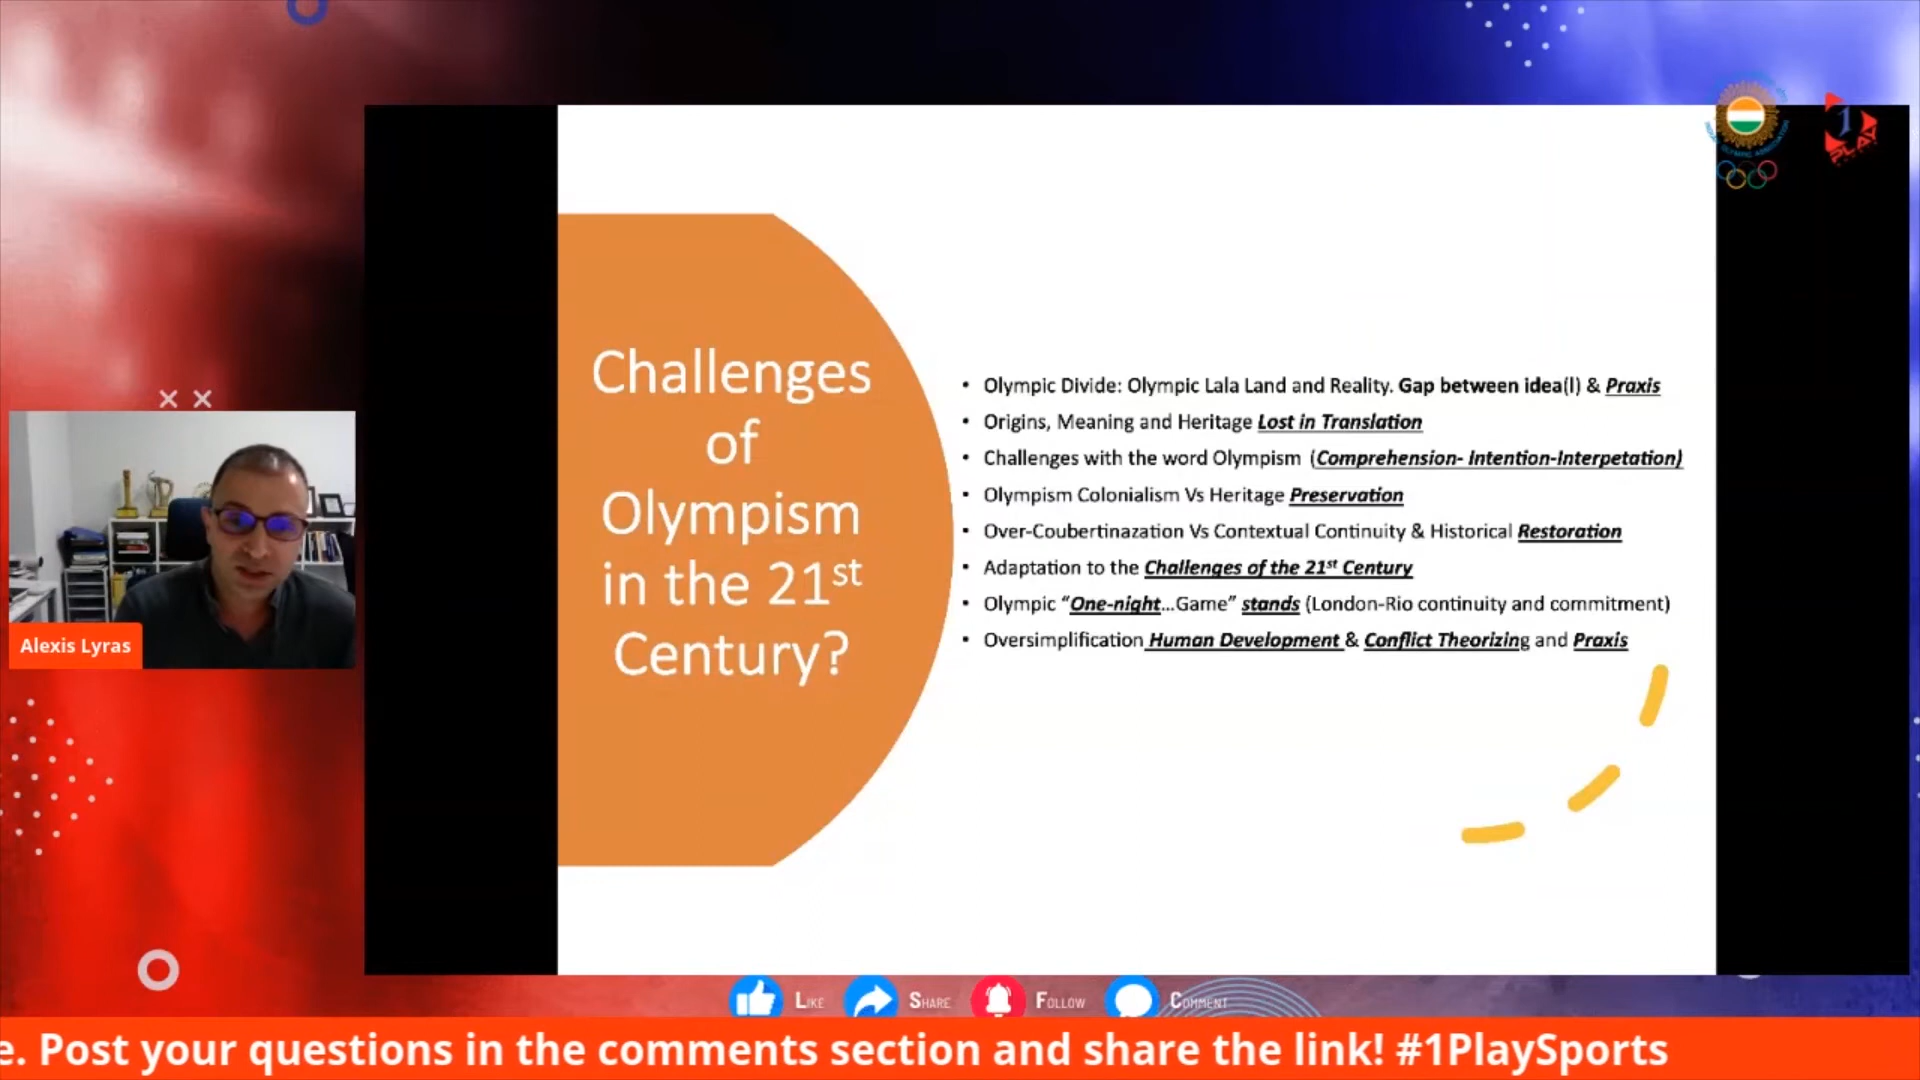 Challenges
of
Olympism
in the 21st
Century?
• Olympic Divide: Olympic Lala Land and Reality. Gap between idea(l) & Praxis
• Origins, Meaning and Heritage Lost in Translation
• Challenges with the word Olympism (Comprehension- Intention-Interpetation)
• Olympism Colonialism Vs Heritage Preservation
• Over-Coubertinazation Vs Contextual Continuity & Historical Restoration
• Adaptation to the Challenges of the 21st Century
• Olympic “One-night...Game” stands (London-Rio continuity and commitment)
• Oversimplification Human Development & Conflict Theorizing and Praxis
Alexis Lyras
1
PLAY
LIKE SHARE FOLLOW COMMENT
e. Post your questions in the comments section and share the link! #1PlaySports